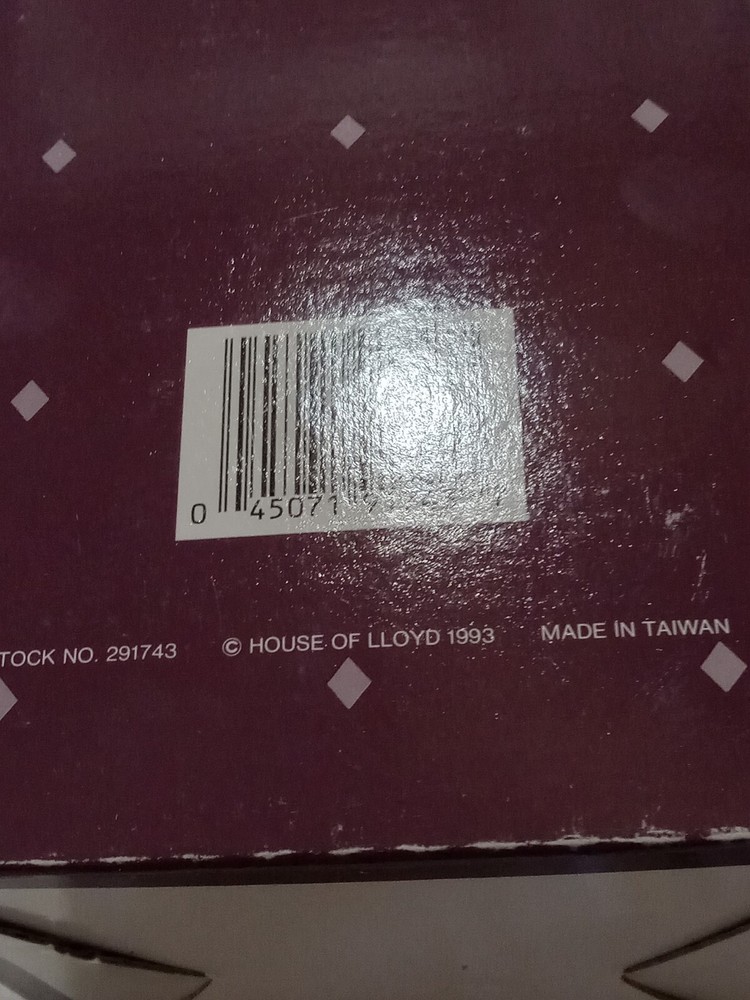 0 45071
TOCK NO. 291743 © HOUSE OF LLOYD 1993 MADE IN TAIWAN